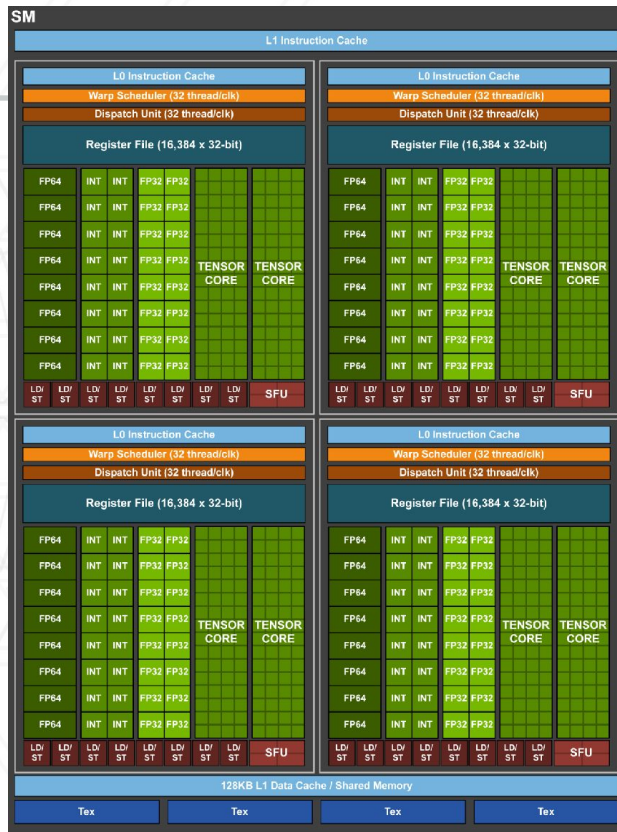 SM
L1 Instruction Cache
L0 Instruction Cache
Warp Scheduler (32 thread/clk)
Dispatch Unit (32 thread/clk)
Register File (16,384 x 32-bit)
FP64 INT INT FP32 FP32
FP64 INT INT FP32 FP32
FP64 INT INT FP32 FP32
FP64 INT INT FP32 FP32
TENSOR TENSOR
CORE CORE
FP64 INT INT FP32 FP32
FP64 INT INT FP32 FP32
FP64 INT INT FP32 FP32
FP64 INT INT FP32 FP32
LD/ LD/ LD/ LD/ LD/ LD/ LD/ LD/
ST ST ST ST ST ST ST ST
SFU
L0 Instruction Cache
Warp Scheduler (32 thread/clk)
Dispatch Unit (32 thread/clk)
Register File (16,384 x 32-bit)
FP64 INT INT FP32 FP32
FP64 INT INT FP32 FP32
FP64 INT INT FP32 FP32
FP64 INT INT FP32 FP32
TENSOR TENSOR
CORE CORE
FP64 INT INT FP32 FP32
FP64 INT INT FP32 FP32
FP64 INT INT FP32 FP32
FP64 INT INT FP32 FP32
LD/ LD/ LD/ LD/ LD/ LD/ LD/ LD/
ST ST ST ST ST ST ST ST
SFU
L0 Instruction Cache
Warp Scheduler (32 thread/clk)
Dispatch Unit (32 thread/clk)
Register File (16,384 x 32-bit)
FP64 INT INT FP32 FP32
FP64 INT INT FP32 FP32
FP64 INT INT FP32 FP32
FP64 INT INT FP32 FP32
TENSOR TENSOR
CORE CORE
FP64 INT INT FP32 FP32
FP64 INT INT FP32 FP32
FP64 INT INT FP32 FP32
FP64 INT INT FP32 FP32
LD/ LD/ LD/ LD/ LD/ LD/ LD/ LD/
ST ST ST ST ST ST ST ST
SFU
L0 Instruction Cache
Warp Scheduler (32 thread/clk)
Dispatch Unit (32 thread/clk)
Register File (16,384 x 32-bit)
FP64 INT INT FP32 FP32
FP64 INT INT FP32 FP32
FP64 INT INT FP32 FP32
FP64 INT INT FP32 FP32
TENSOR TENSOR
CORE CORE
FP64 INT INT FP32 FP32
FP64 INT INT FP32 FP32
FP64 INT INT FP32 FP32
FP64 INT INT FP32 FP32
LD/ LD/ LD/ LD/ LD/ LD/ LD/ LD/
ST ST ST ST ST ST ST ST
SFU
128KB L1 Data Cache / Shared Memory
Tex Tex Tex Tex